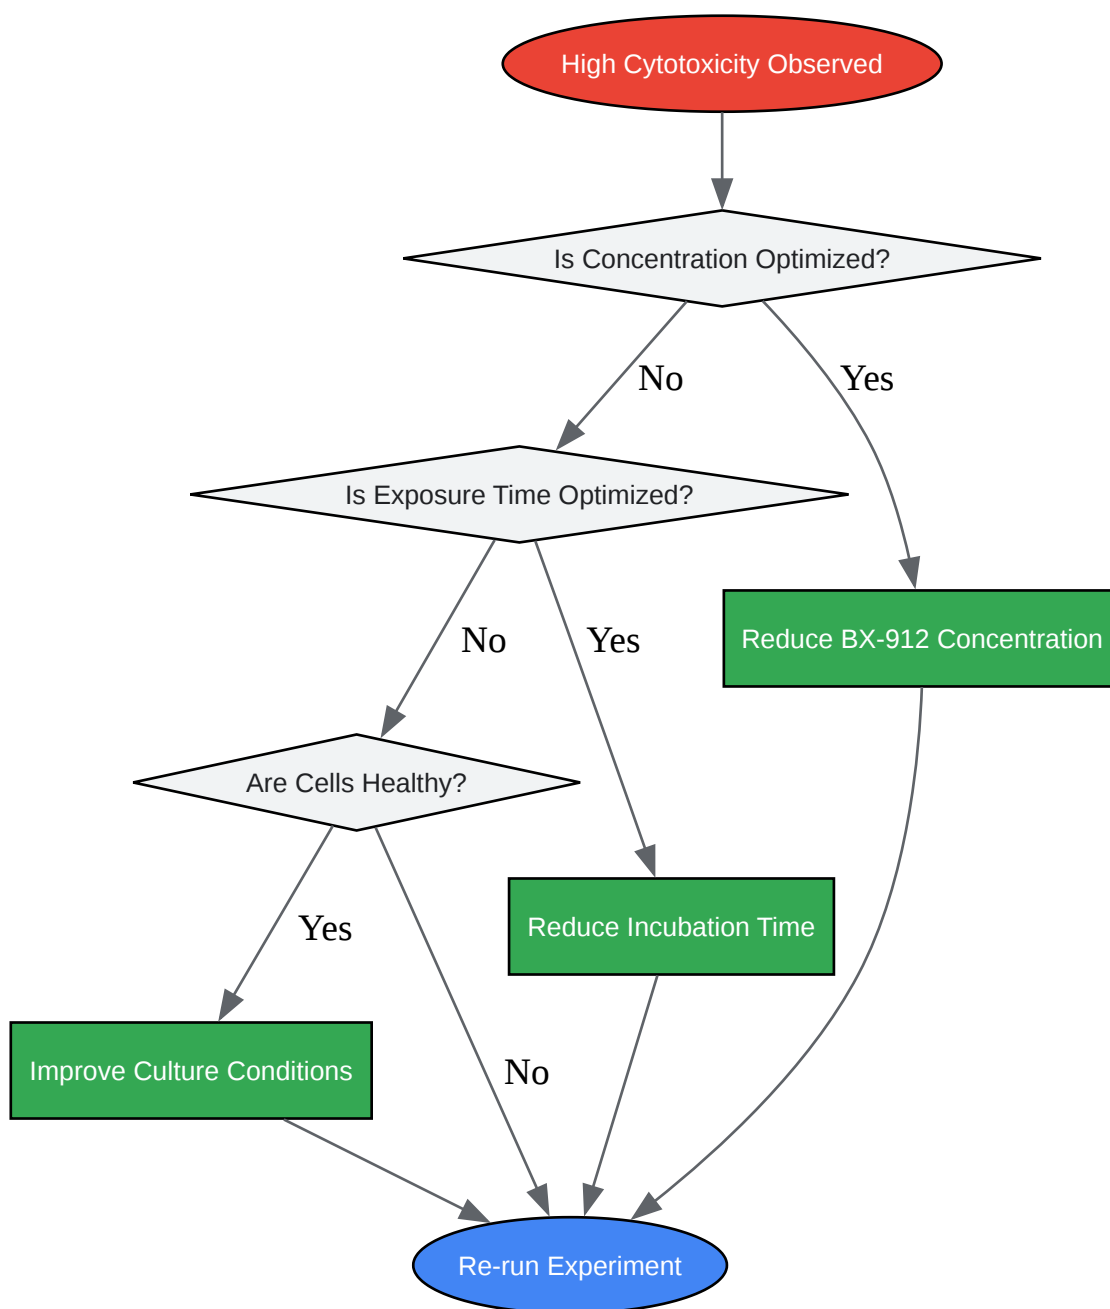 High Cytotoxicity Observed
Is Concentration Optimized?
No
Yes
Is Exposure Time Optimized?
Reduce BX-912 Concentration
No
Yes
Are Cells Healthy?
Yes
Reduce Incubation Time
Improve Culture Conditions
No
Re-run Experiment